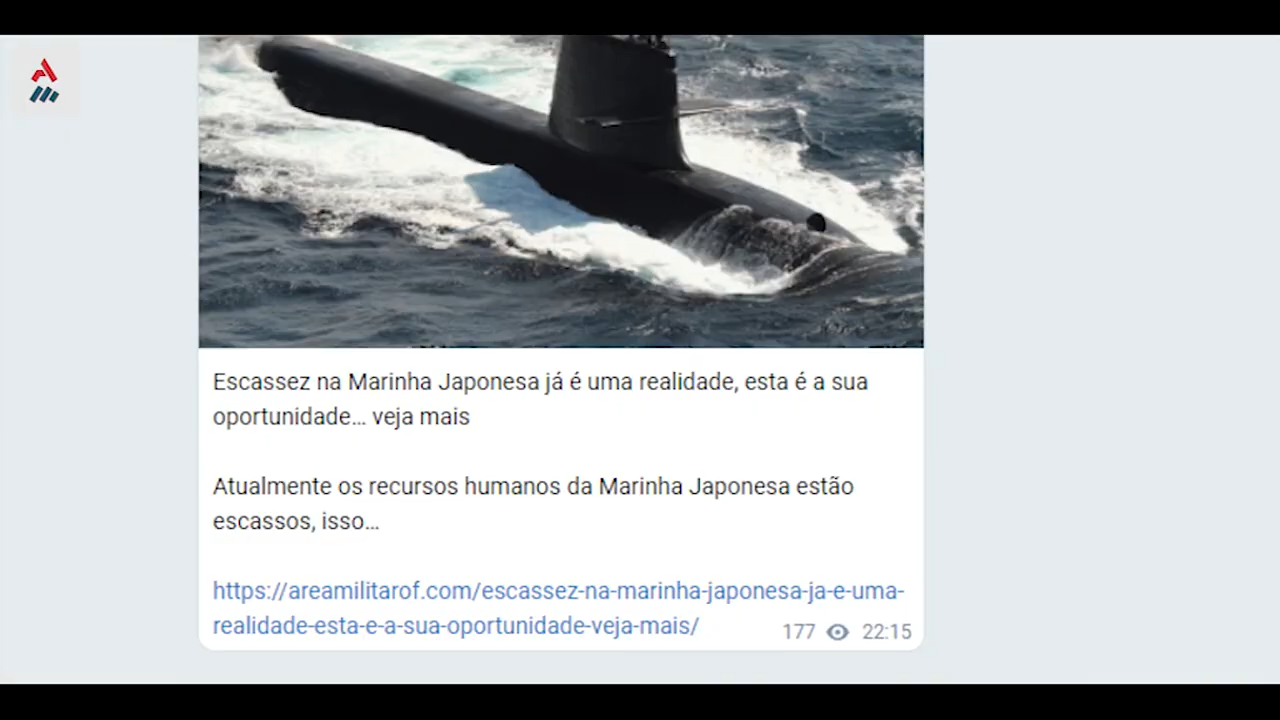 Escassez na Marinha Japonesa já é uma realidade, esta é a sua
oportunidade... veja mais
Atualmente os recursos humanos da Marinha Japonesa estão
escassos, isso...
https://areamilitarof.com/escassez-na-marinha-japonesa-ja-e-uma-
realidade-esta-e-a-sua-oportunidade-veja-mais/
177 22:15